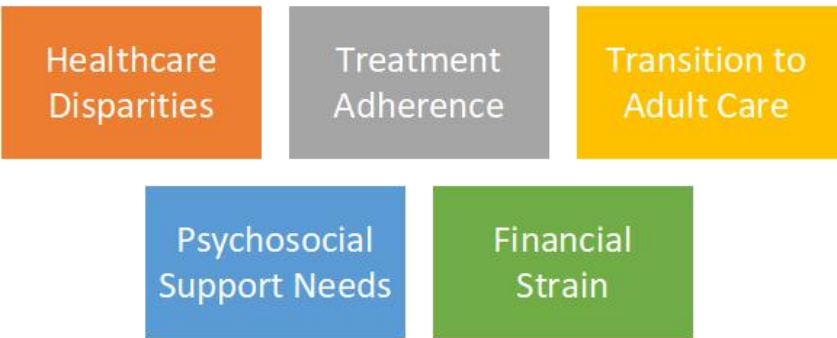 Healthcare
Disparities
Treatment
Adherence
Transition to
Adult Care
Psychosocial
Support Needs
Financial
Strain